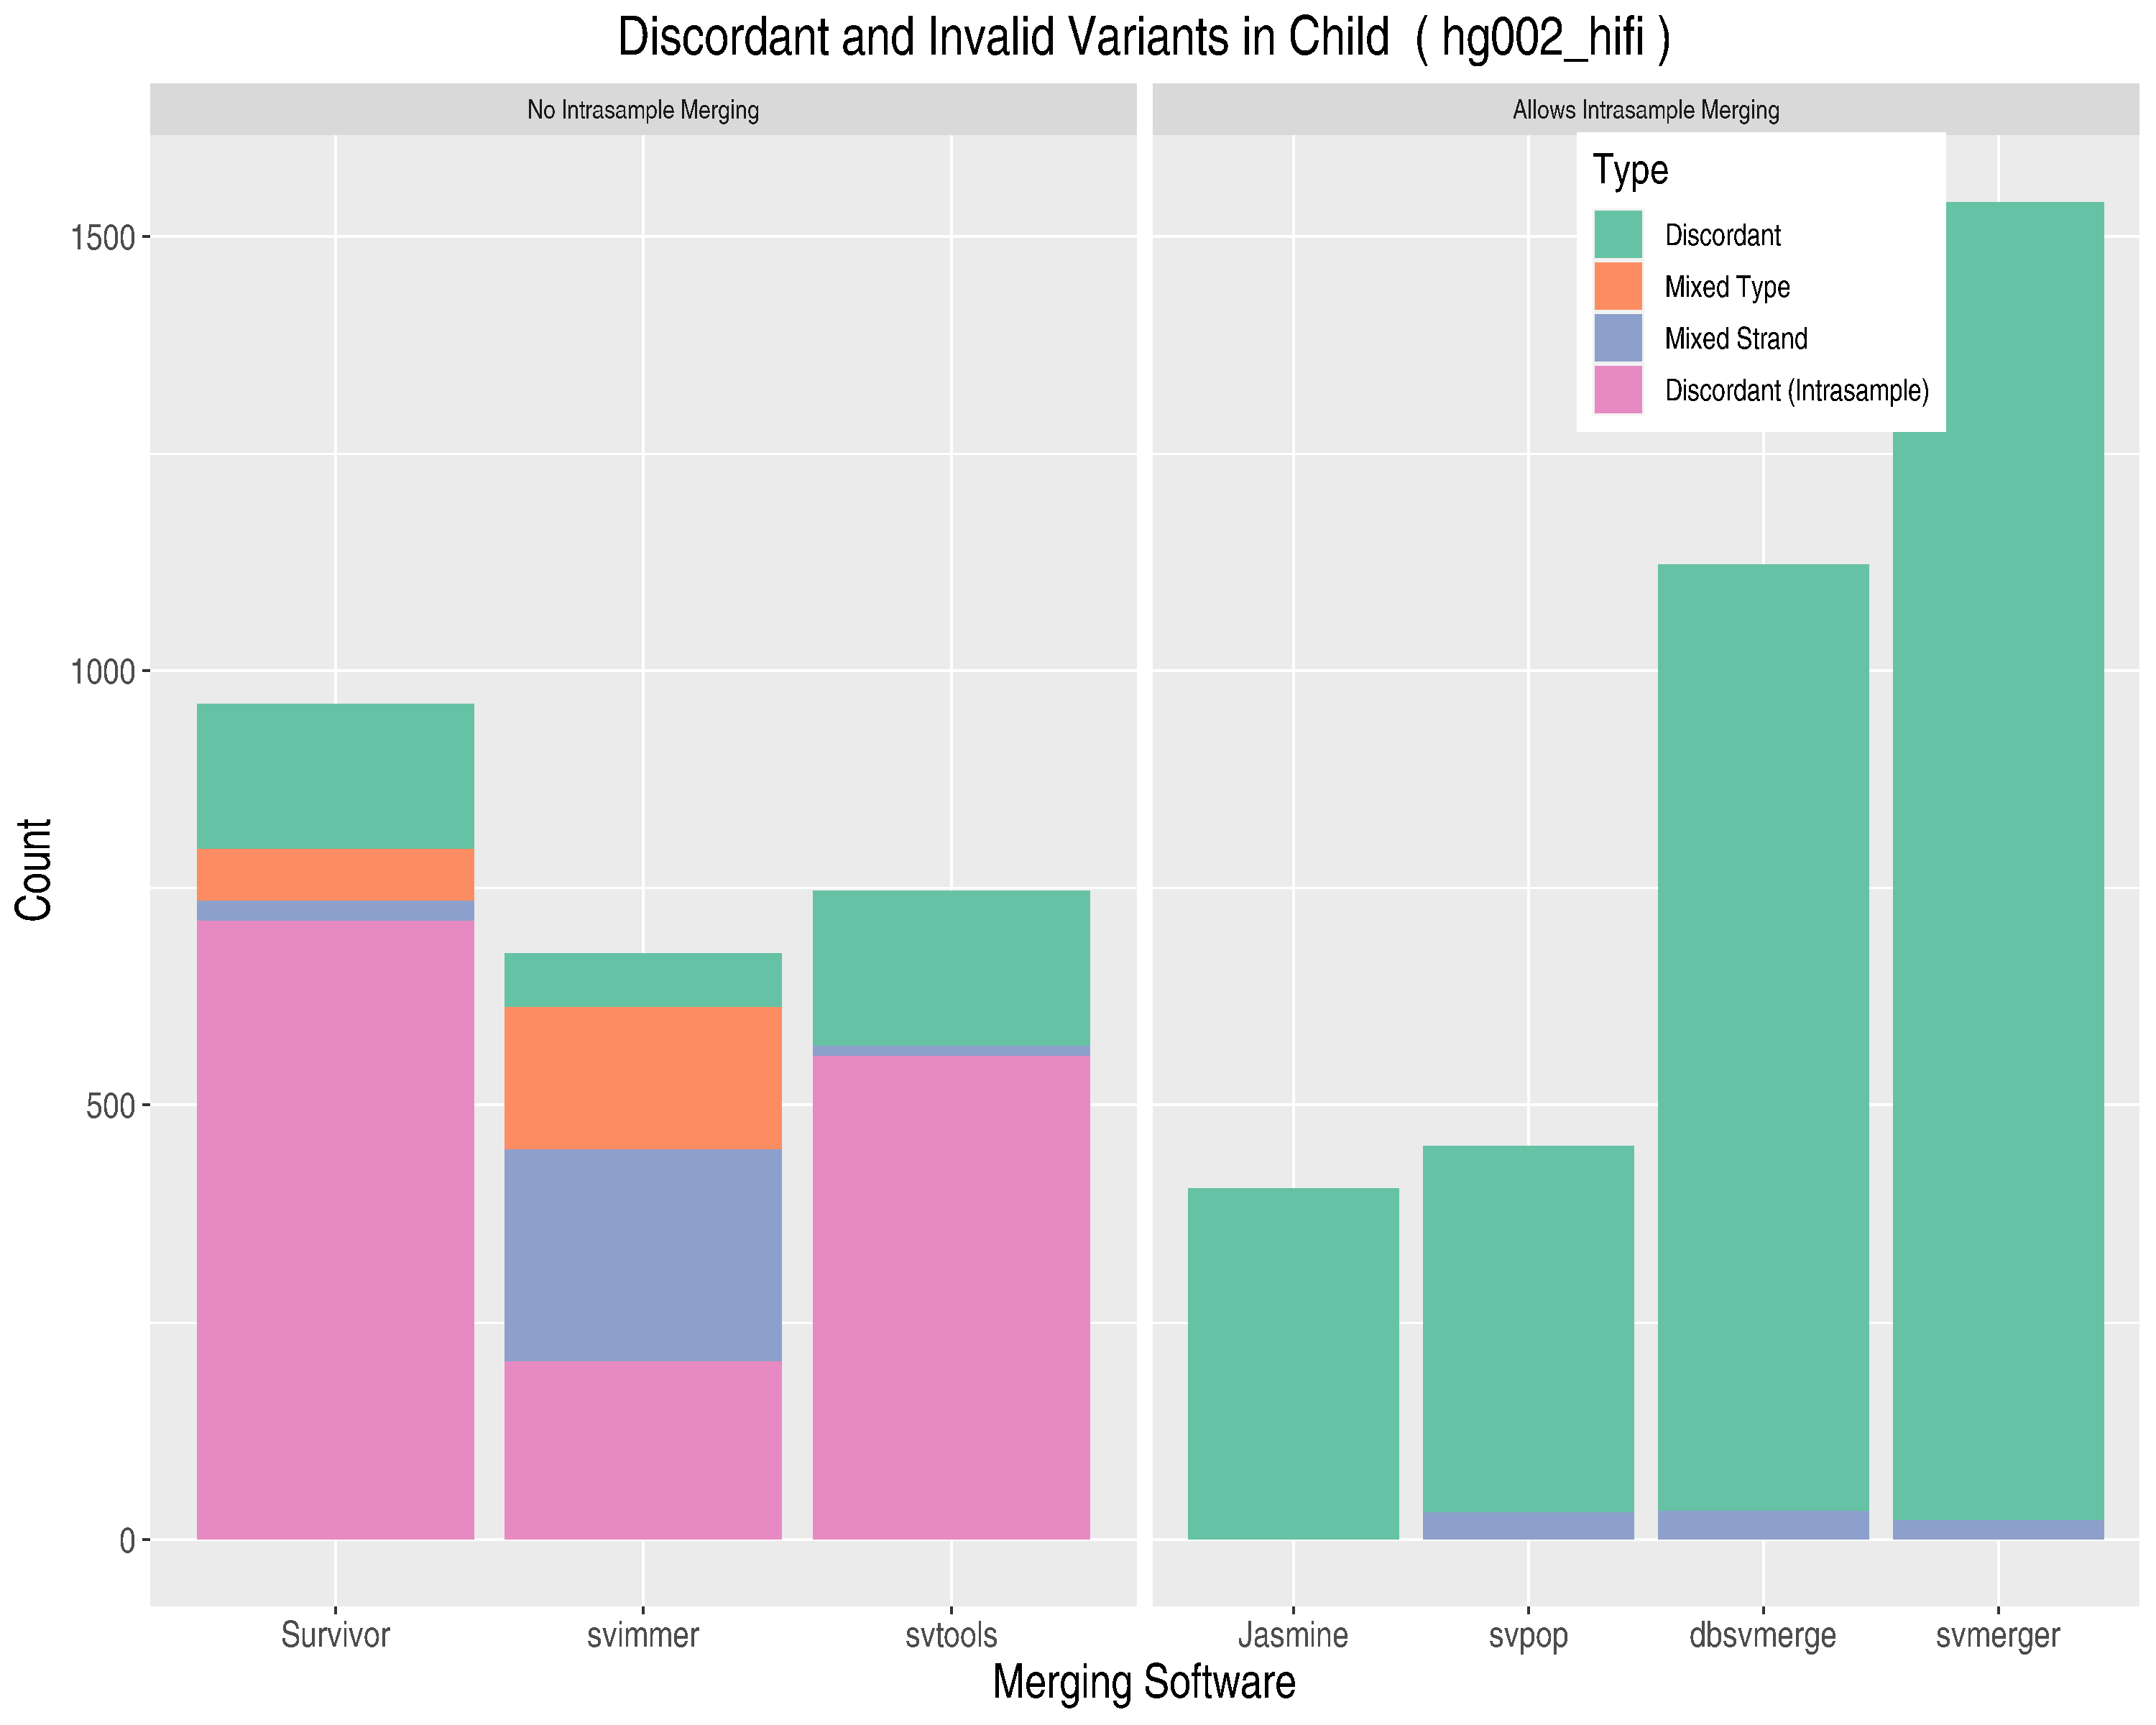 Discordant and Invalid Variants in Child ( hg002_hifi )
No Intrasample Merging
Allows Intrasample Merging
Type
Discordant
Mixed Type
Mixed Strand
Discordant (Intrasample)
Count
1500
1000
500
0
Survivor
svimmer
svtools
Jasmine
svpop
dbsvmerge
svmerger
Merging Software